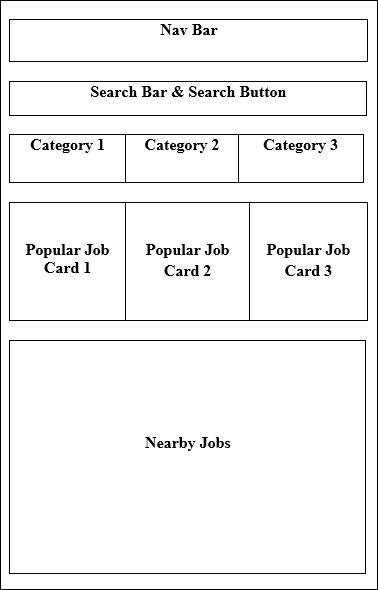 Nav Bar
Search Bar & Search Button
Category 1
Category 2
Category 3
Popular Job
Card 1
Popular Job
Card 2
Popular Job
Card 3
Nearby Jobs